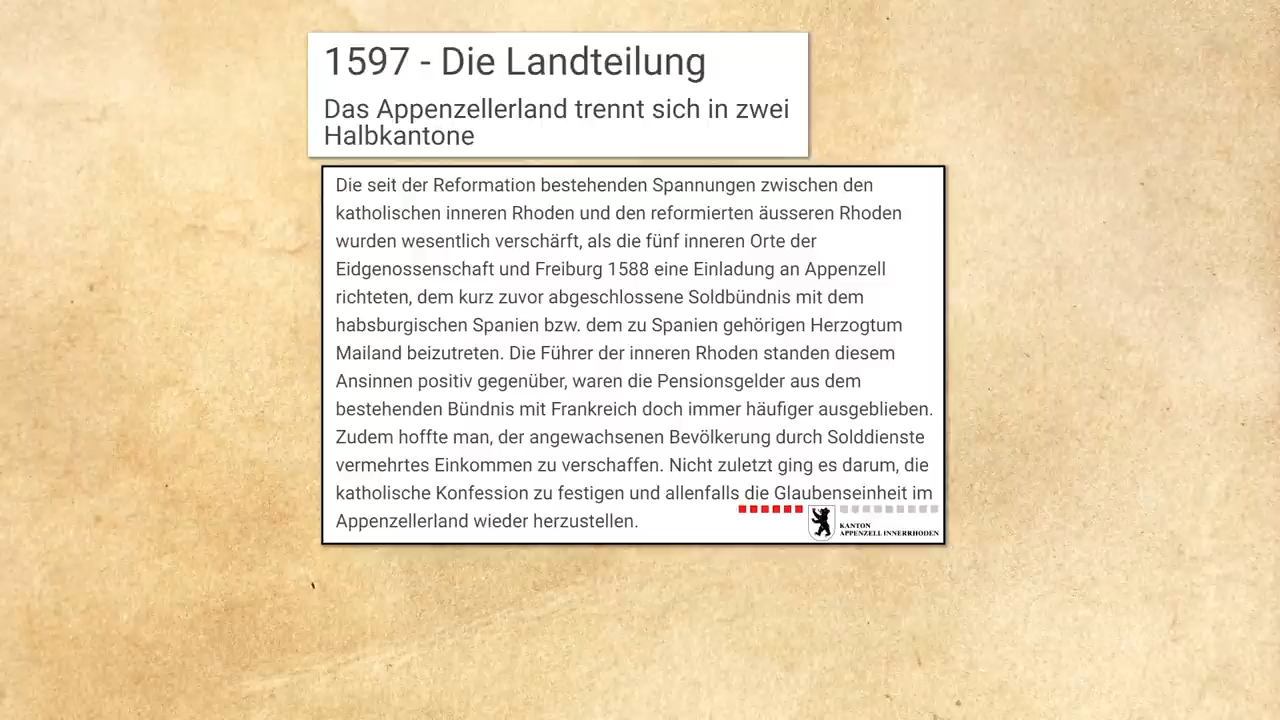 1597 - Die Landteilung
Das Appenzellerland trennt sich in zwei
Halbkantone
Die seit der Reformation bestehenden Spannungen zwischen den
katholischen inneren Rhoden und den reformierten äusseren Rhoden
wurden wesentlich verschärft, als die fünf inneren Orte der
Eidgenossenschaft und Freiburg 1588 eine Einladung an Appenzell
richteten, dem kurz zuvor abgeschlossene Soldbündnis mit dem
habsburgischen Spanien bzw. dem zu Spanien gehörigen Herzogtum
Mailand beizutreten. Die Führer der inneren Rhoden standen diesem
Ansinnen positiv gegenüber, waren die Pensionsgelder aus dem
bestehenden Bündnis mit Frankreich doch immer häufiger ausgeblieben.
Zudem hoffte man, der angewachsenen Bevölkerung durch Solddienste
vermehrtes Einkommen zu verschaffen. Nicht zuletzt ging es darum, die
katholische Konfession zu festigen und allenfalls die Glaubenseinheit im
Appenzellerland wieder herzustellen.
KANTON
APPENZELL INNERRHODEN